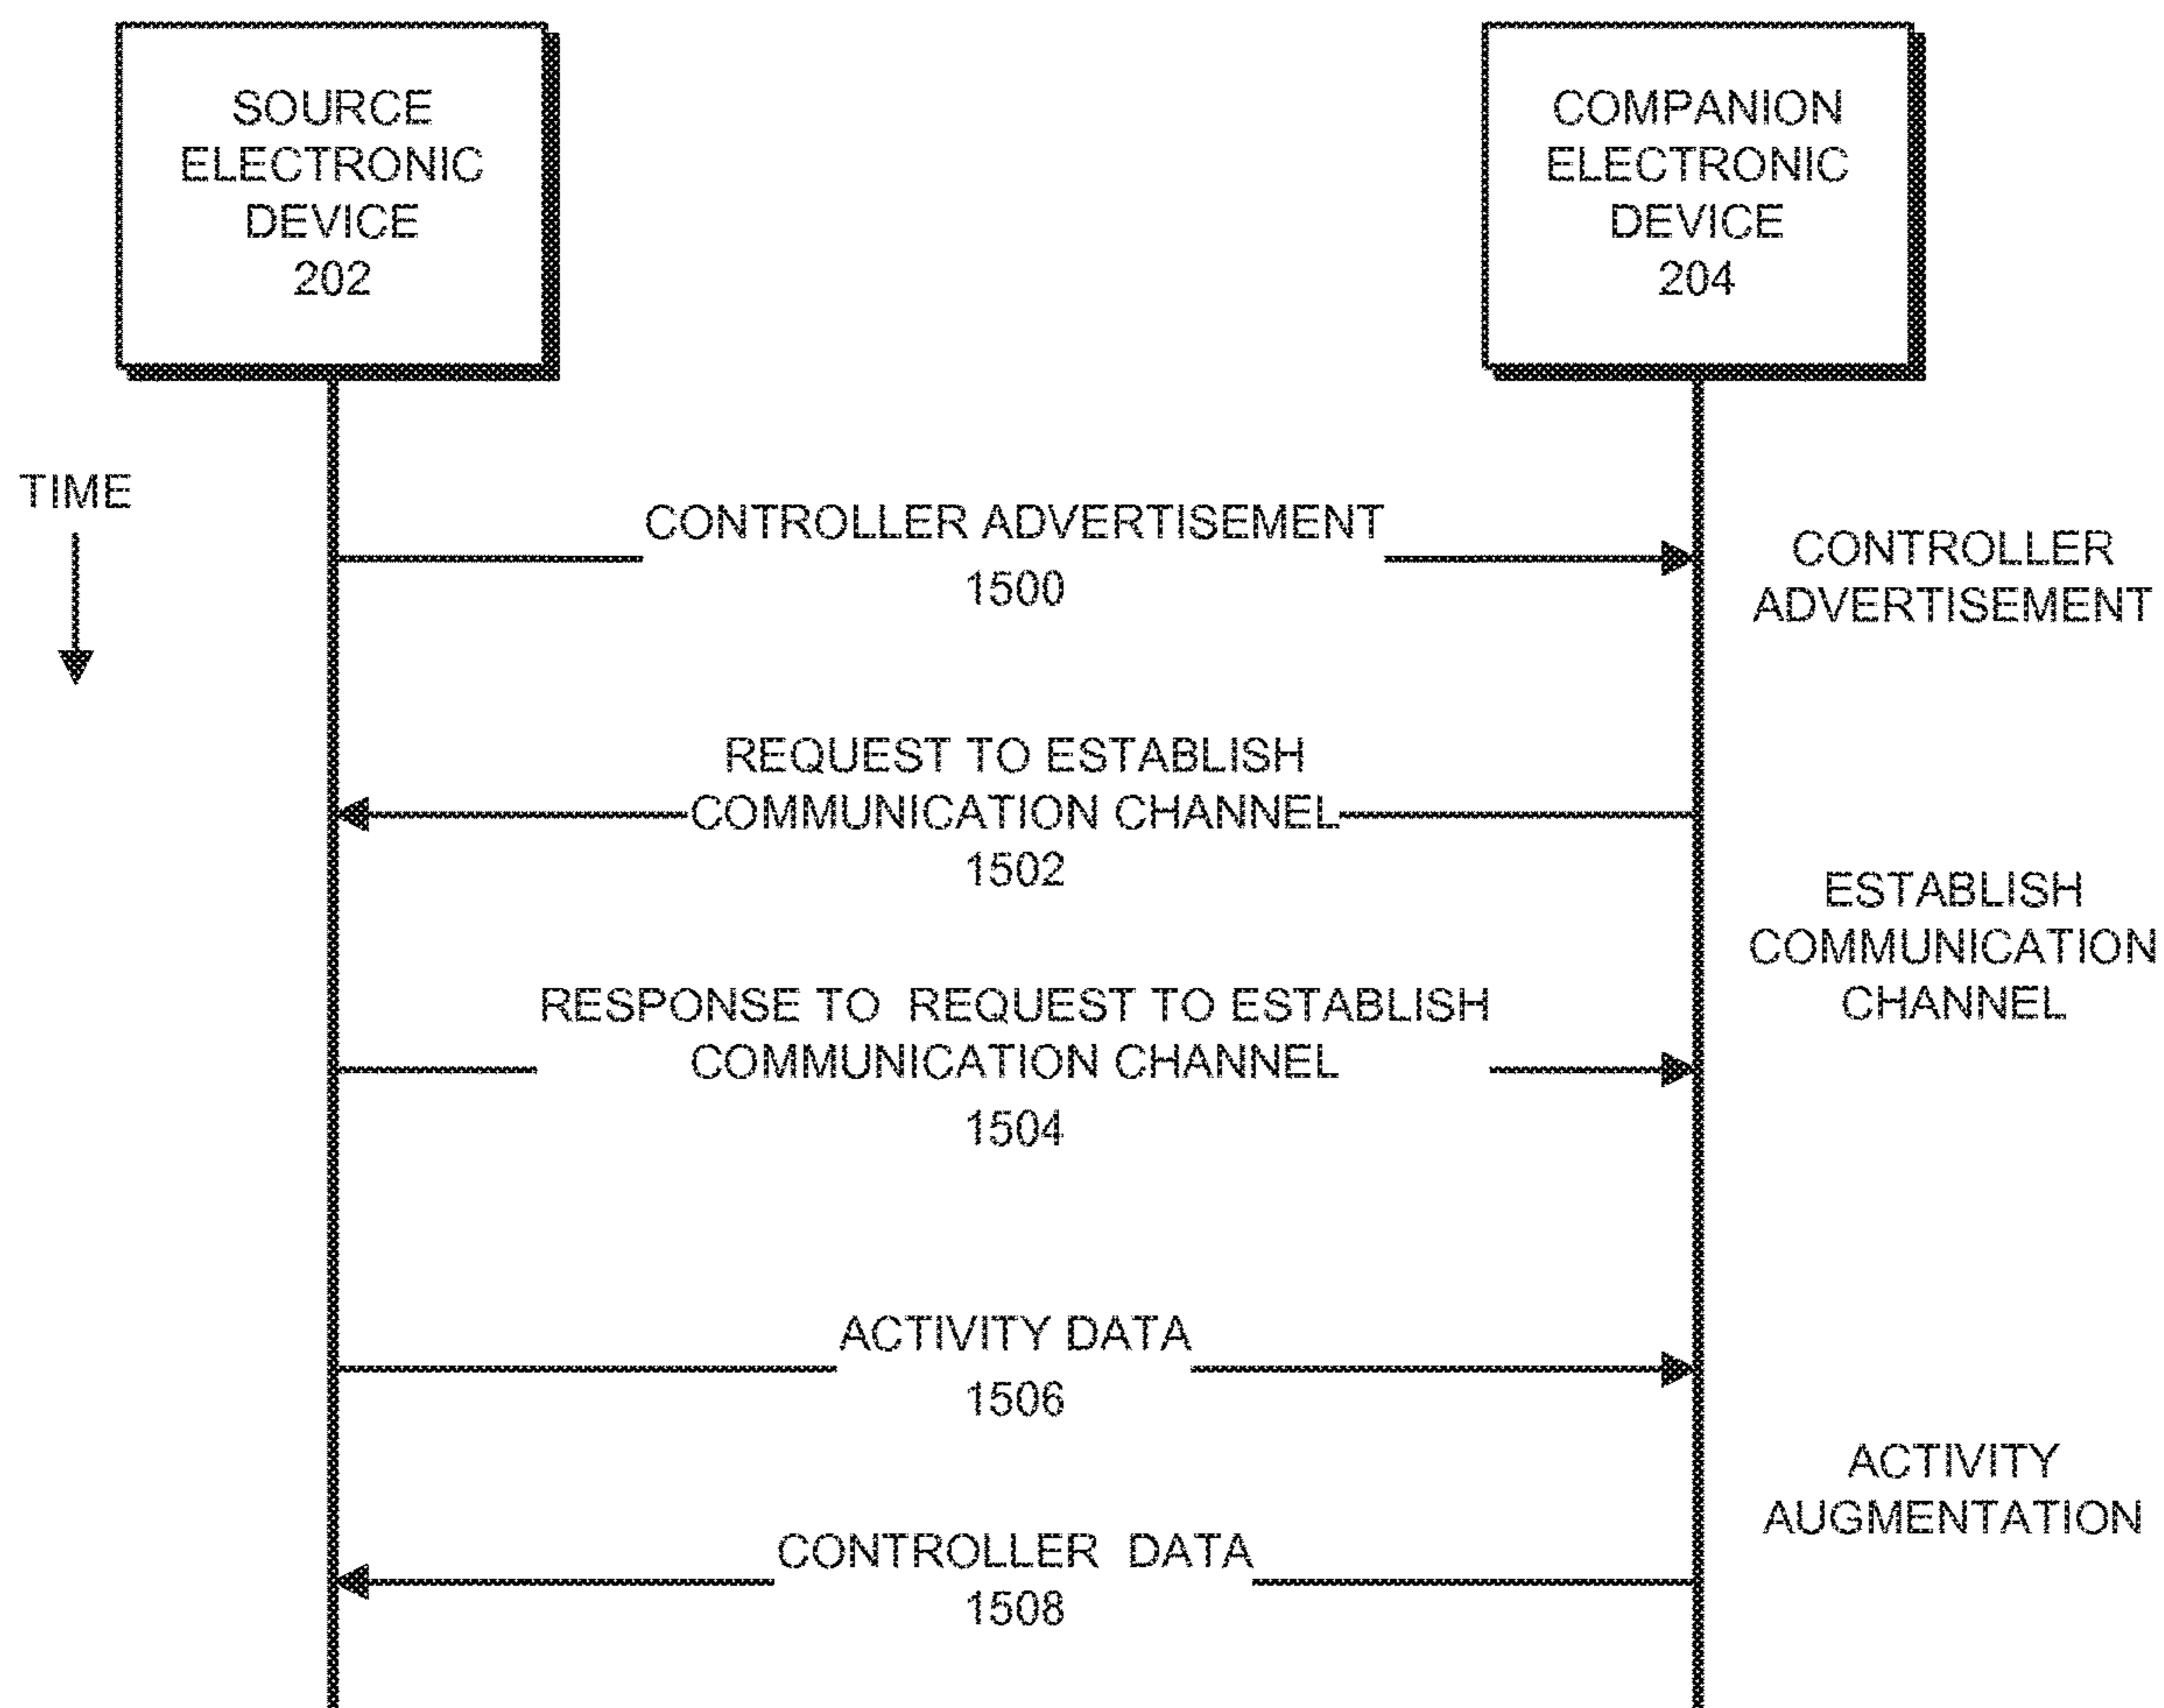 SOURCE
ELECTRONIC
DEVICE
202
COMPANION
ELECTRONIC
DEVICE
204
TIME
CONTROLLER ADVERTISEMENT
1500
CONTROLLER
ADVERTISEMENT
REQUEST TO ESTABLISH
COMMUNICATION CHANNEL
1502
ESTABLISH
COMMUNICATION
CHANNEL
RESPONSE TO REQUEST TO ESTABLISH
COMMUNICATION CHANNEL
1504
ACTIVITY DATA
1506
ACTIVITY
AUGMENTATION
CONTROLLER DATA
1508